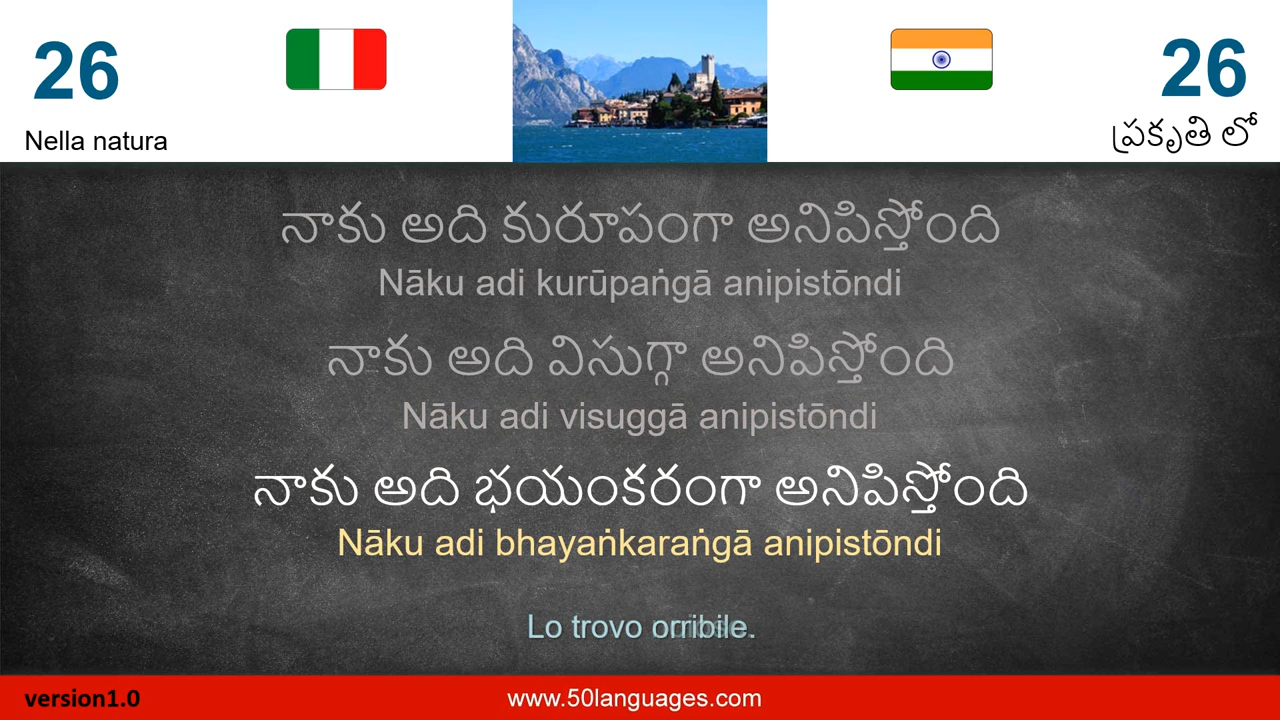 26
26
Nella natura
ప్రకృతి లో
నాకు అది కురూపంగా అనిపిస్తోంది
Nāku adi kurūpaṅgā anipistōndi
నాకు అది విసుగ్గా అనిపిస్తోంది
Nāku adi visuggā anipistōndi
నాకు అది భయంకరంగా అనిపిస్తోంది
Nāku adi bhayaṅkaraṅgā anipistōndi
Lo trovo orribile.
version1.0
www.50languages.com